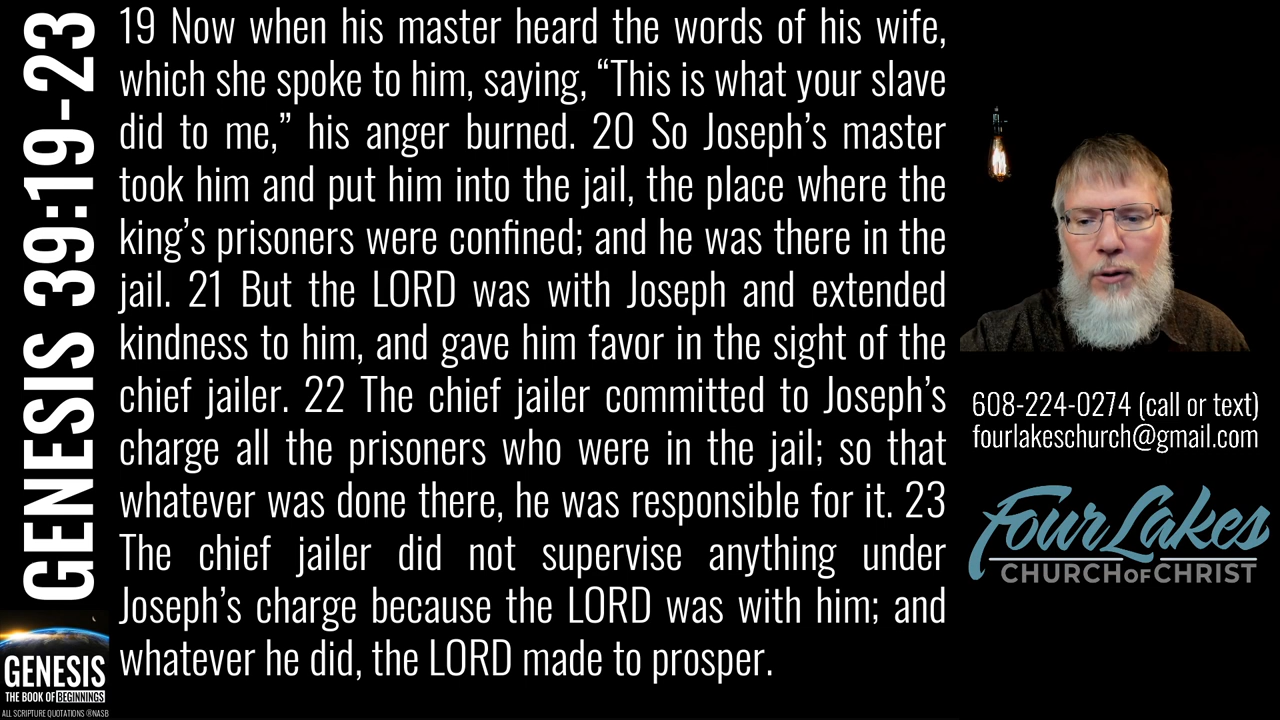 GENESIS 39:19-23
19 Now when his master heard the words of his wife,
which she spoke to him, saying, “This is what your slave
did to me,” his anger burned. 20 So Joseph’s master
took him and put him into the jail, the place where the
king’s prisoners were confined; and he was there in the
jail. 21 But the LORD was with Joseph and extended
kindness to him, and gave him favor in the sight of the
chief jailer. 22 The chief jailer committed to Joseph’s
charge all the prisoners who were in the jail; so that
whatever was done there, he was responsible for it. 23
The chief jailer did not supervise anything under
Joseph’s charge because the LORD was with him; and
whatever he did, the LORD made to prosper.
GENESIS
THE BOOK OF BEGINNINGS
ALL SCRIPTURE QUOTATIONS ®NASB
608-224-0274 (call or text)
fourlakeschurch@gmail.com
Four Lakes
CHURCH OF CHRIST